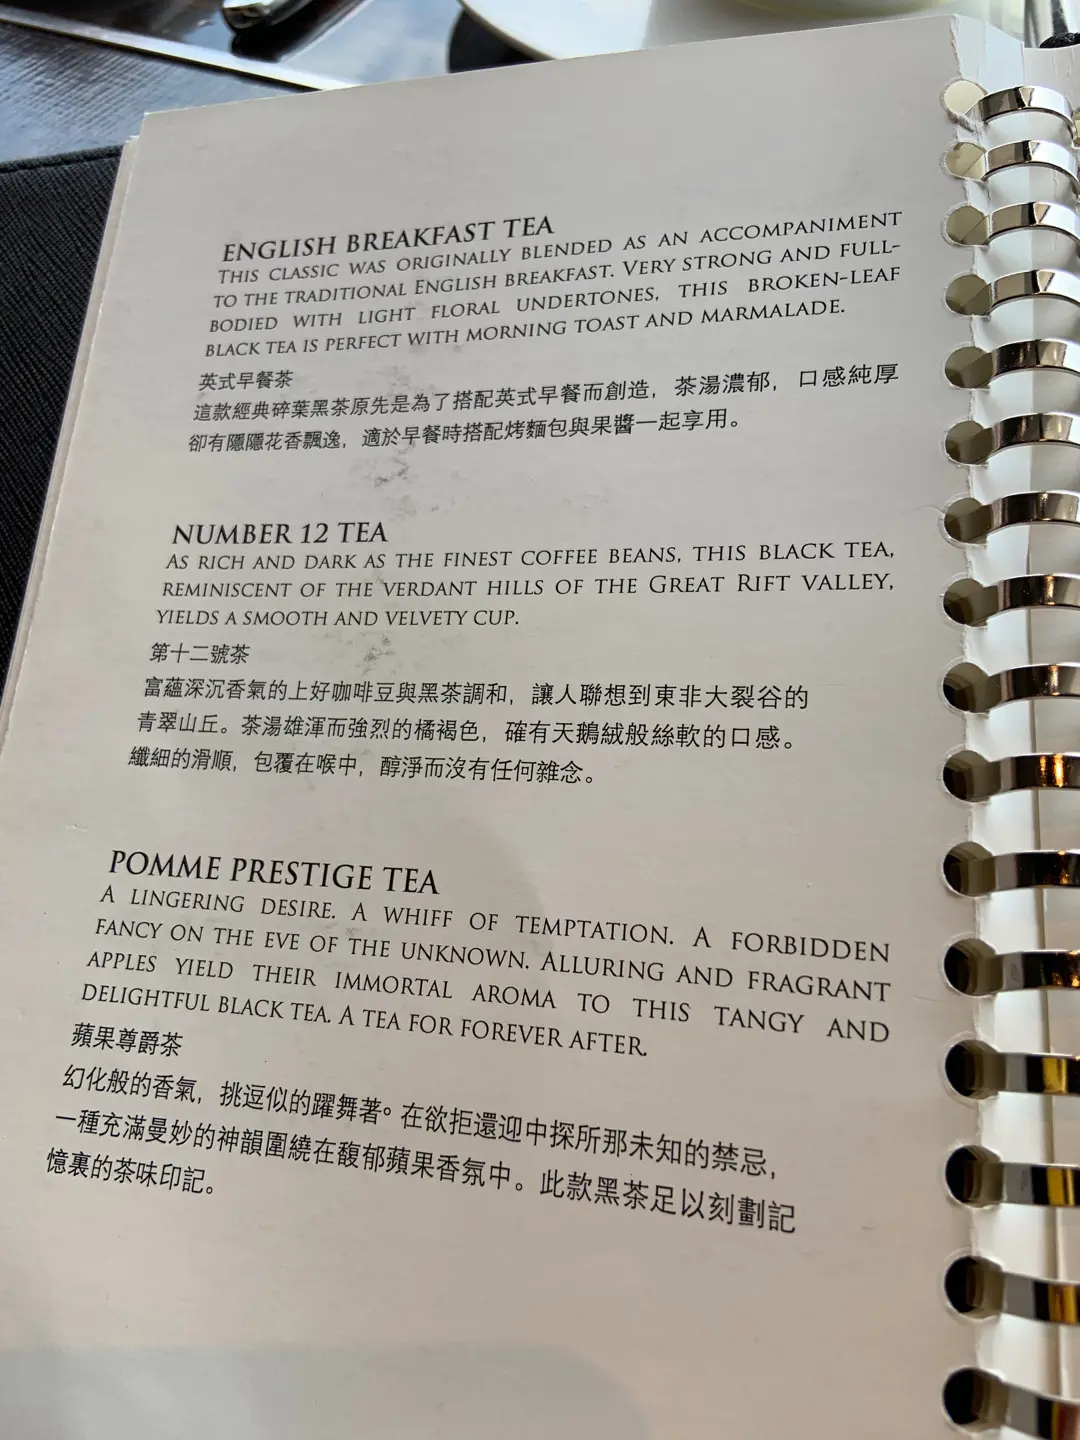 ENGLISH BREAKFAST TEA
THIS CLASSIC WAS ORIGINALLY BLENDED AS AN ACCOMPANIMENT
TO THE TRADITIONAL ENGLISH BREAKFAST. VERY STRONG AND FULL-
BODIED WITH LIGHT FLORAL UNDERTONES, THIS BROKEN-LEAF
BLACK TEA IS PERFECT WITH MORNING TOAST AND MARMALADE.
英式早餐茶
這款經典碎葉黑茶原先是為了搭配英式早餐而創造，茶湯濃郁，口感純厚
卻有隱隱花香飄逸，適於早餐時搭配烤麵包與果醬一起享用。
NUMBER 12 TEA
AS RICH AND DARK AS THE FINEST COFFEE BEANS, THIS BLACK TEA,
REMINISCENT OF THE VERDANT HILLS OF THE GREAT RIFT VALLEY,
YIELDS A SMOOTH AND VELVETY CUP.
第十二號茶
富蘊深沉香氣的上好咖啡豆與黑茶調和，讓人聯想到東非大裂谷的
青翠山丘。茶湯雄渾而強烈的橘褐色，確有天鵝絨般絲軟的口感。
纖細的滑順，包覆在喉中，醇淨而沒有任何雜念。
POMME PRESTIGE TEA
A LINGERING DESIRE. A WHIFF OF TEMPTATION. A FORBIDDEN
FANCY ON THE EVE OF THE UNKNOWN. ALLURING AND FRAGRANT
APPLES YIELD THEIR IMMORTAL AROMA TO THIS TANGY AND
DELIGHTFUL BLACK TEA. A TEA FOR FOREVER AFTER.
蘋果尊爵茶
幻化般的香氣，挑逗似的躍舞著。在欲拒還迎中探所那未知的禁忌，
一種充滿曼妙的神韻圍繞在馥郁蘋果香氛中。此款黑茶足以刻劃記
憶裏的茶味印記。